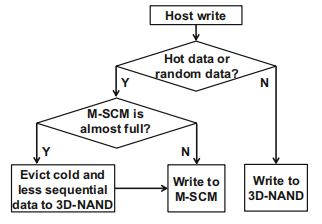 Host write
Hot data or
random data?
Y
N
M-SCM is
almost full?
Y
N
Evict cold and
less sequential
data to 3D-NAND
Write to
M-SCM
Write to
3D-NAND